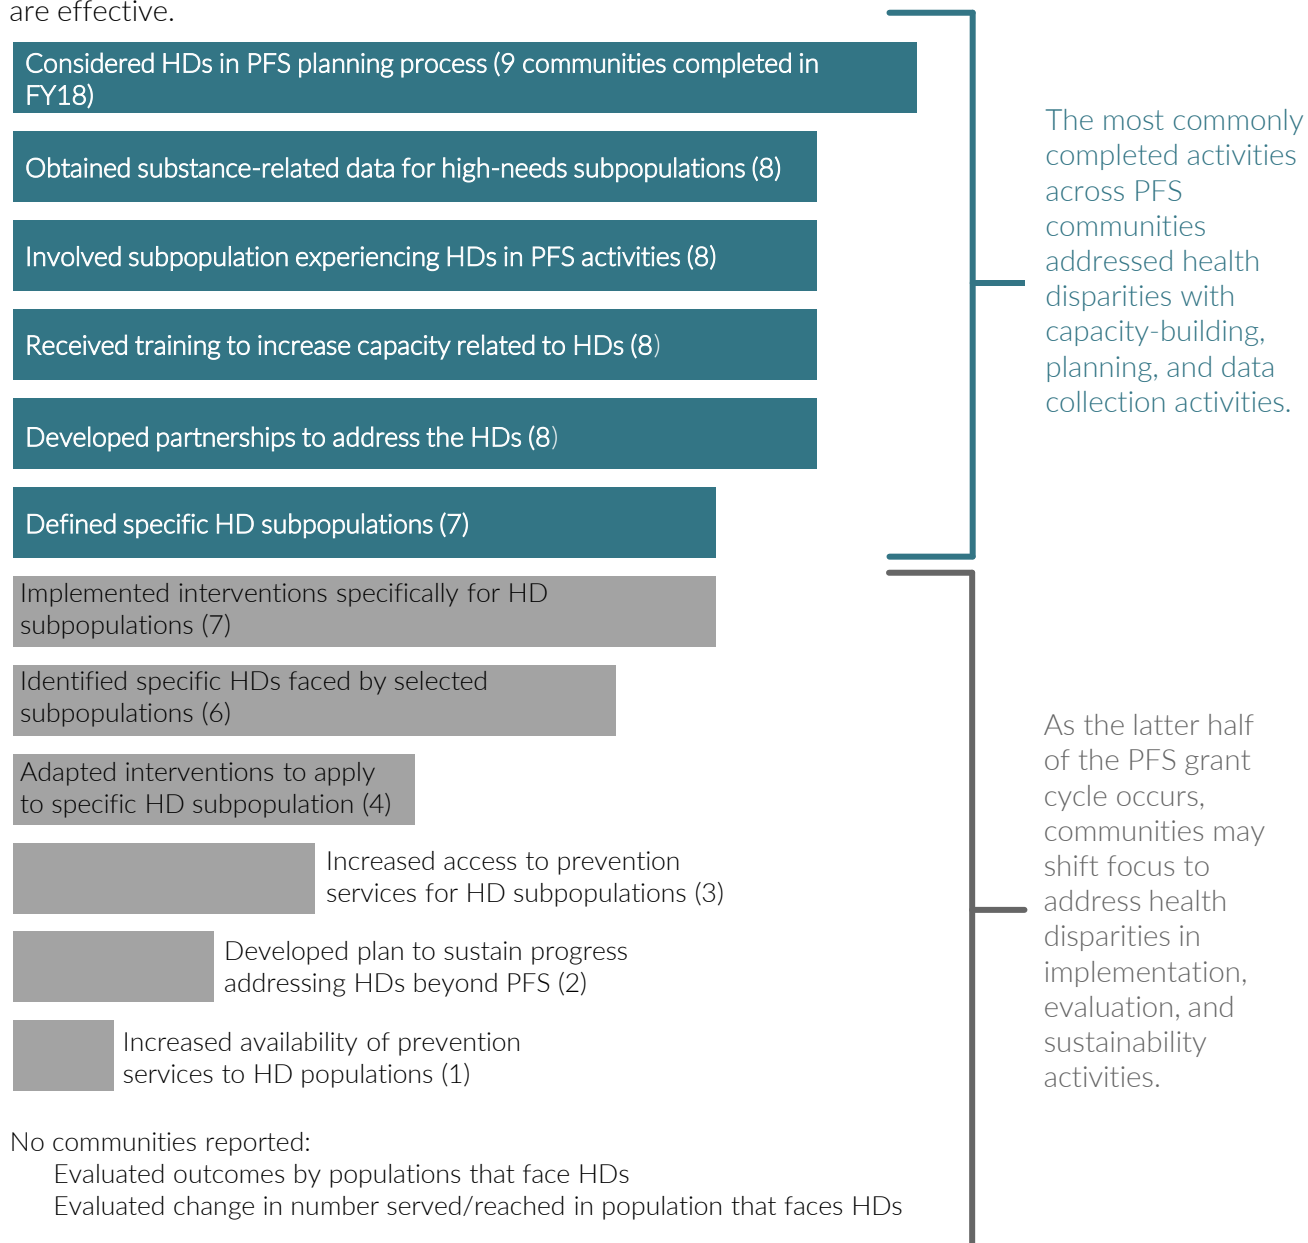 are effective.
Considered HDs in PFS planning process (9 communities completed in
FY18)
Obtained substance-related data for high-needs subpopulations (8)
Involved subpopulation experiencing HDs in PFS activities (8)
Received training to increase capacity related to HDs (8)
Developed partnerships to address the HDs (8)
Defined specific HD subpopulations (7)
The most commonly
completed activities
across PFS
communities
addressed health
disparities with
capacity-building,
planning, and data
collection activities.
Implemented interventions specifically for HD
subpopulations (7)
Identified specific HDs faced by selected
subpopulations (6)
Adapted interventions to apply
to specific HD subpopulation (4)
Increased access to prevention
services for HD subpopulations (3)
Developed plan to sustain progress
addressing HDs beyond PFS (2)
Increased availability of prevention
services to HD populations (1)
As the latter half
of the PFS grant
cycle occurs,
communities may
shift focus to
address health
disparities in
implementation,
evaluation, and
sustainability
activities.
No communities reported:
Evaluated outcomes by populations that face HDs
Evaluated change in number served/reached in population that faces HDs